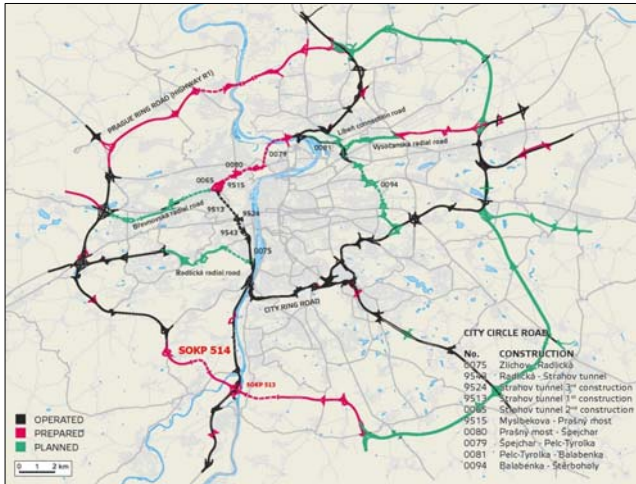 PRAGUE RING ROAD (HIGHWAY R1)
Libeň connection road
Vysočanská radial road
0079
0081
0080
0065
9515
0094
Břevnovská radial road
9513
9524
9543
0075
Radlická radial road
CITY RING ROAD
SOKP 514
SOKP 513
CITY CIRCLE ROAD
No. CONSTRUCTION
0075 Zlíchov - Radlická
9543 Radlická - Strahov tunnel
9524 Strahov tunnel 3rd construction
9513 Strahov tunnel 1st construction
0065 Strahov tunnel 2nd construction
9515 Myslbekova - Prašný most
0080 Prašný most - Špejchar
0079 Špejchar - Pelc-Tyrolka
0081 Pelc-Tyrolka - Balabenka
0094 Balabenka - Štěrboholy
OPERATED
PREPARED
PLANNED
0 1 2 km